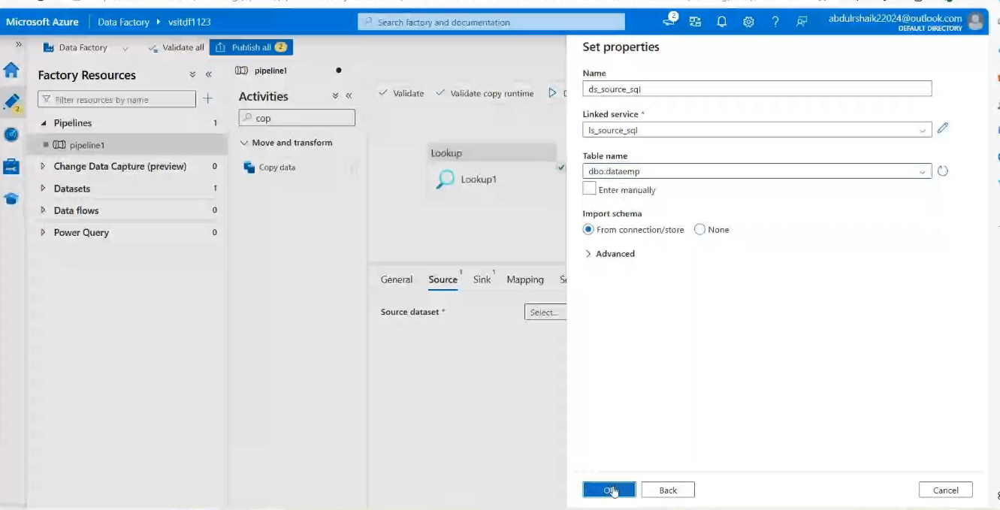 Microsoft Azure
Data Factory
vsitdf1123
Search factory and documentation
2
abdulrshaik22024@outlook.com
DEFAULT DIRECTORY
Data Factory
Validate all
Publish all 2
2
Factory Resources
Filter resources by name
Pipelines 1
pipeline1
Change Data Capture (preview) 0
Datasets 1
Data flows 0
Power Query 0
pipeline1
Activities
cop
Move and transform
Copy data
Validate
Validate copy runtime
Lookup
Lookup1
General
Source 1
Sink 1
Mapping
Source dataset *
Select...
Set properties
Name
ds_source_sql
Linked service *
ls_source_sql
Table name
dbo.dataemp
Enter manually
Import schema
From connection/store
None
Advanced
Back
Cancel